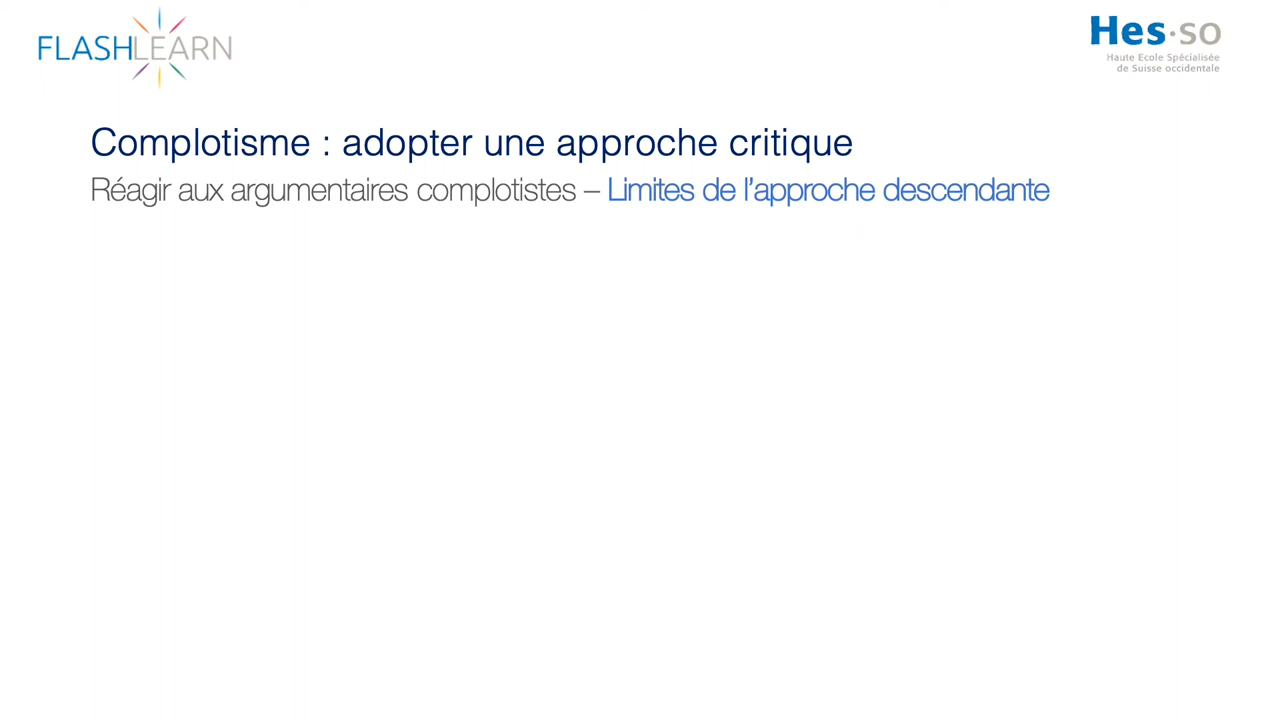 FLASHLEARN
Hes·so
Haute Ecole Spécialisée
de Suisse occidentale
Complotisme : adopter une approche critique
Réagir aux argumentaires complotistes – Limites de l’approche descendante